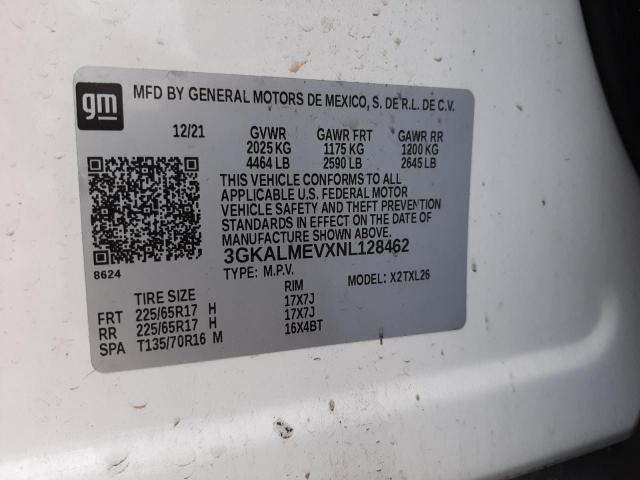 gm
MFD BY GENERAL MOTORS DE MEXICO, S. DE R.L. DE C.V.
12/21 GVWR GAWR FRT GAWR RR
2025 KG 1175 KG 1200 KG
4464 LB 2590 LB 2645 LB
THIS VEHICLE CONFORMS TO ALL
APPLICABLE U.S. FEDERAL MOTOR
VEHICLE SAFETY AND THEFT PREVENTION
STANDARDS IN EFFECT ON THE DATE OF
MANUFACTURE SHOWN ABOVE.
8624 3GKALMEVXNL128462
TYPE: M.P.V. MODEL: X2TXL26
TIRE SIZE RIM
FRT 225/65R17 H 17X7J
RR 225/65R17 H 17X7J
SPA T135/70R16 M 16X4BT